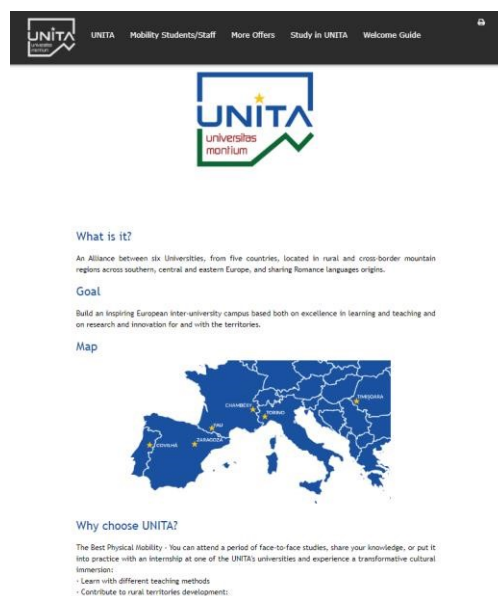 UNITA
universitas
montium
UNITA Mobility Students/Staff More Offers Study in UNITA Welcome Guide
UNITA
universitas
montium
What is it?
An Alliance between six Universities, from five countries, located in rural and cross-border mountain
regions across southern, central and eastern Europe, and sharing Romance languages origins.
Goal
Build an inspiring European inter-university campus based both on excellence in learning and teaching and
on research and innovation for and with the territories.
Map
CHAMBERY
TORINO
TIMIȘOARA
PAU
ZARAGOZA
COVILHÃ
Why choose UNITA?
The Best Physical Mobility - You can attend a period of face-to-face studies, share your knowledge, or put it
into practice with an internship at one of the UNITA's universities and experience a transformative cultural
immersion:
- Learn with different teaching methods
- Contribute to rural territories development: